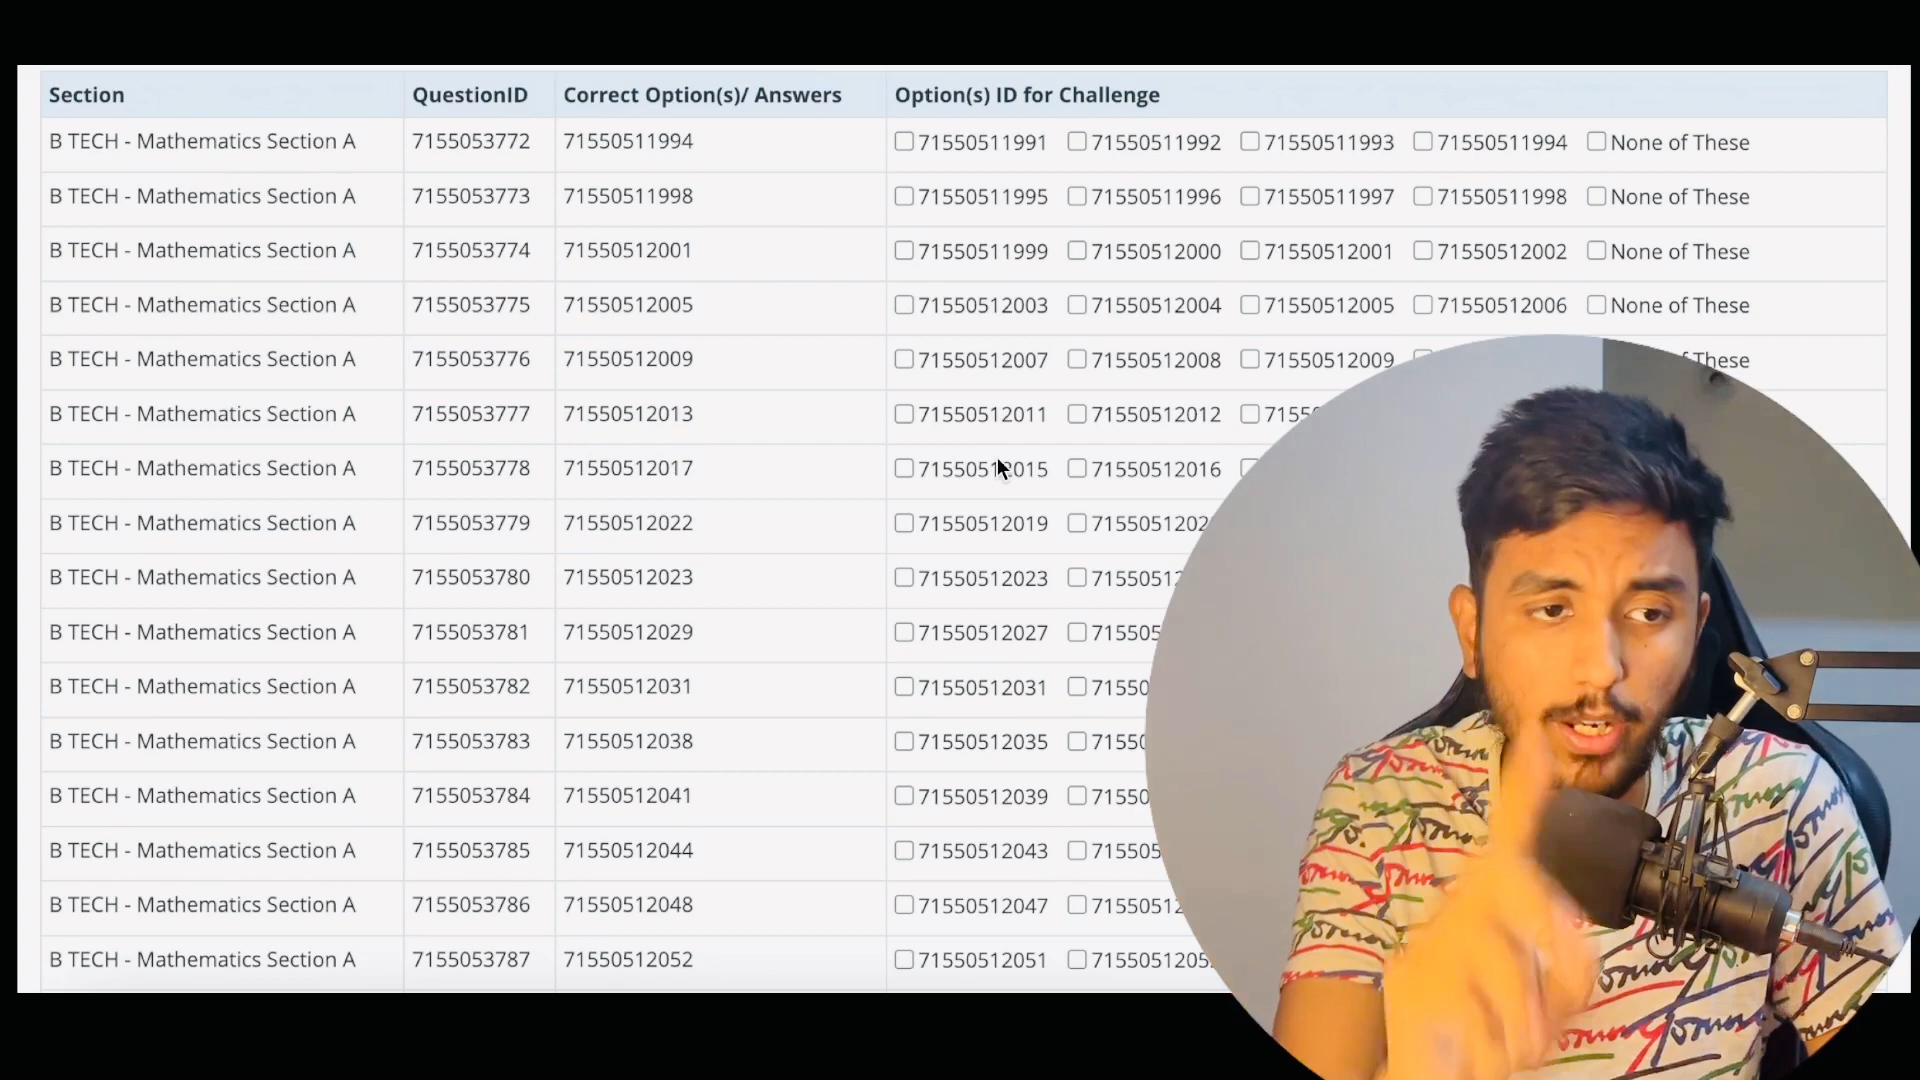 Section QuestionID Correct Option(s)/ Answers Option(s) ID for Challenge
B TECH - Mathematics Section A 7155053772 71550511994 71550511991 71550511992 71550511993 71550511994 None of These
B TECH - Mathematics Section A 7155053773 71550511998 71550511995 71550511996 71550511997 71550511998 None of These
B TECH - Mathematics Section A 7155053774 71550512001 71550511999 71550512000 71550512001 71550512002 None of These
B TECH - Mathematics Section A 7155053775 71550512005 71550512003 71550512004 71550512005 71550512006 None of These
B TECH - Mathematics Section A 7155053776 71550512009 71550512007 71550512008 71550512009 These
B TECH - Mathematics Section A 7155053777 71550512013 71550512011 71550512012
B TECH - Mathematics Section A 7155053778 71550512017 71550512015 71550512016
B TECH - Mathematics Section A 7155053779 71550512022 71550512019
B TECH - Mathematics Section A 7155053780 71550512023 71550512023
B TECH - Mathematics Section A 7155053781 71550512029 71550512027
B TECH - Mathematics Section A 7155053782 71550512031 71550512031
B TECH - Mathematics Section A 7155053783 71550512038 71550512035
B TECH - Mathematics Section A 7155053784 71550512041 71550512039
B TECH - Mathematics Section A 7155053785 71550512044 71550512043
B TECH - Mathematics Section A 7155053786 71550512048 71550512047
B TECH - Mathematics Section A 7155053787 71550512052 71550512051